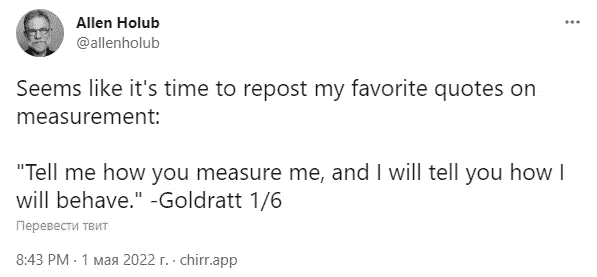 Allen Holub
@allenholub
Seems like it's time to repost my favorite quotes on
measurement:
"Tell me how you measure me, and I will tell you how I
will behave." -Goldratt 1/6
Перевести твит
8:43 PM · 1 мая 2022 г. · chirr.app